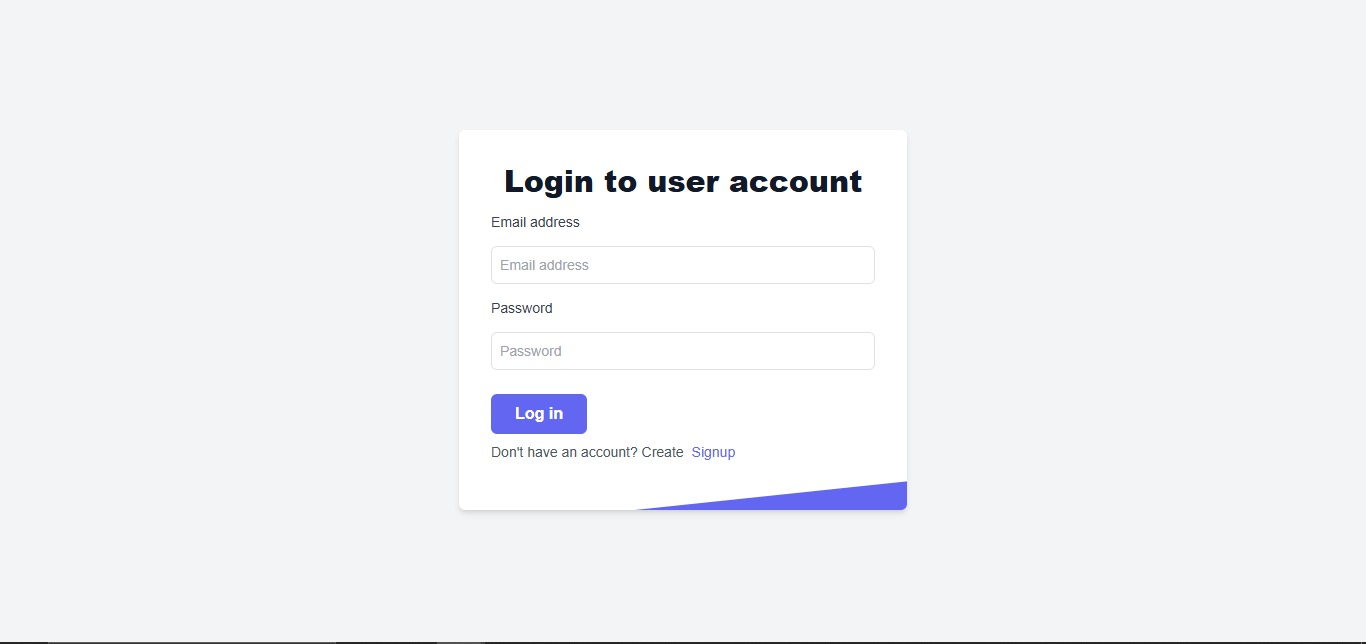 Login to user account
Email address
Email address
Password
Password
Log in
Don't have an account? Create Signup